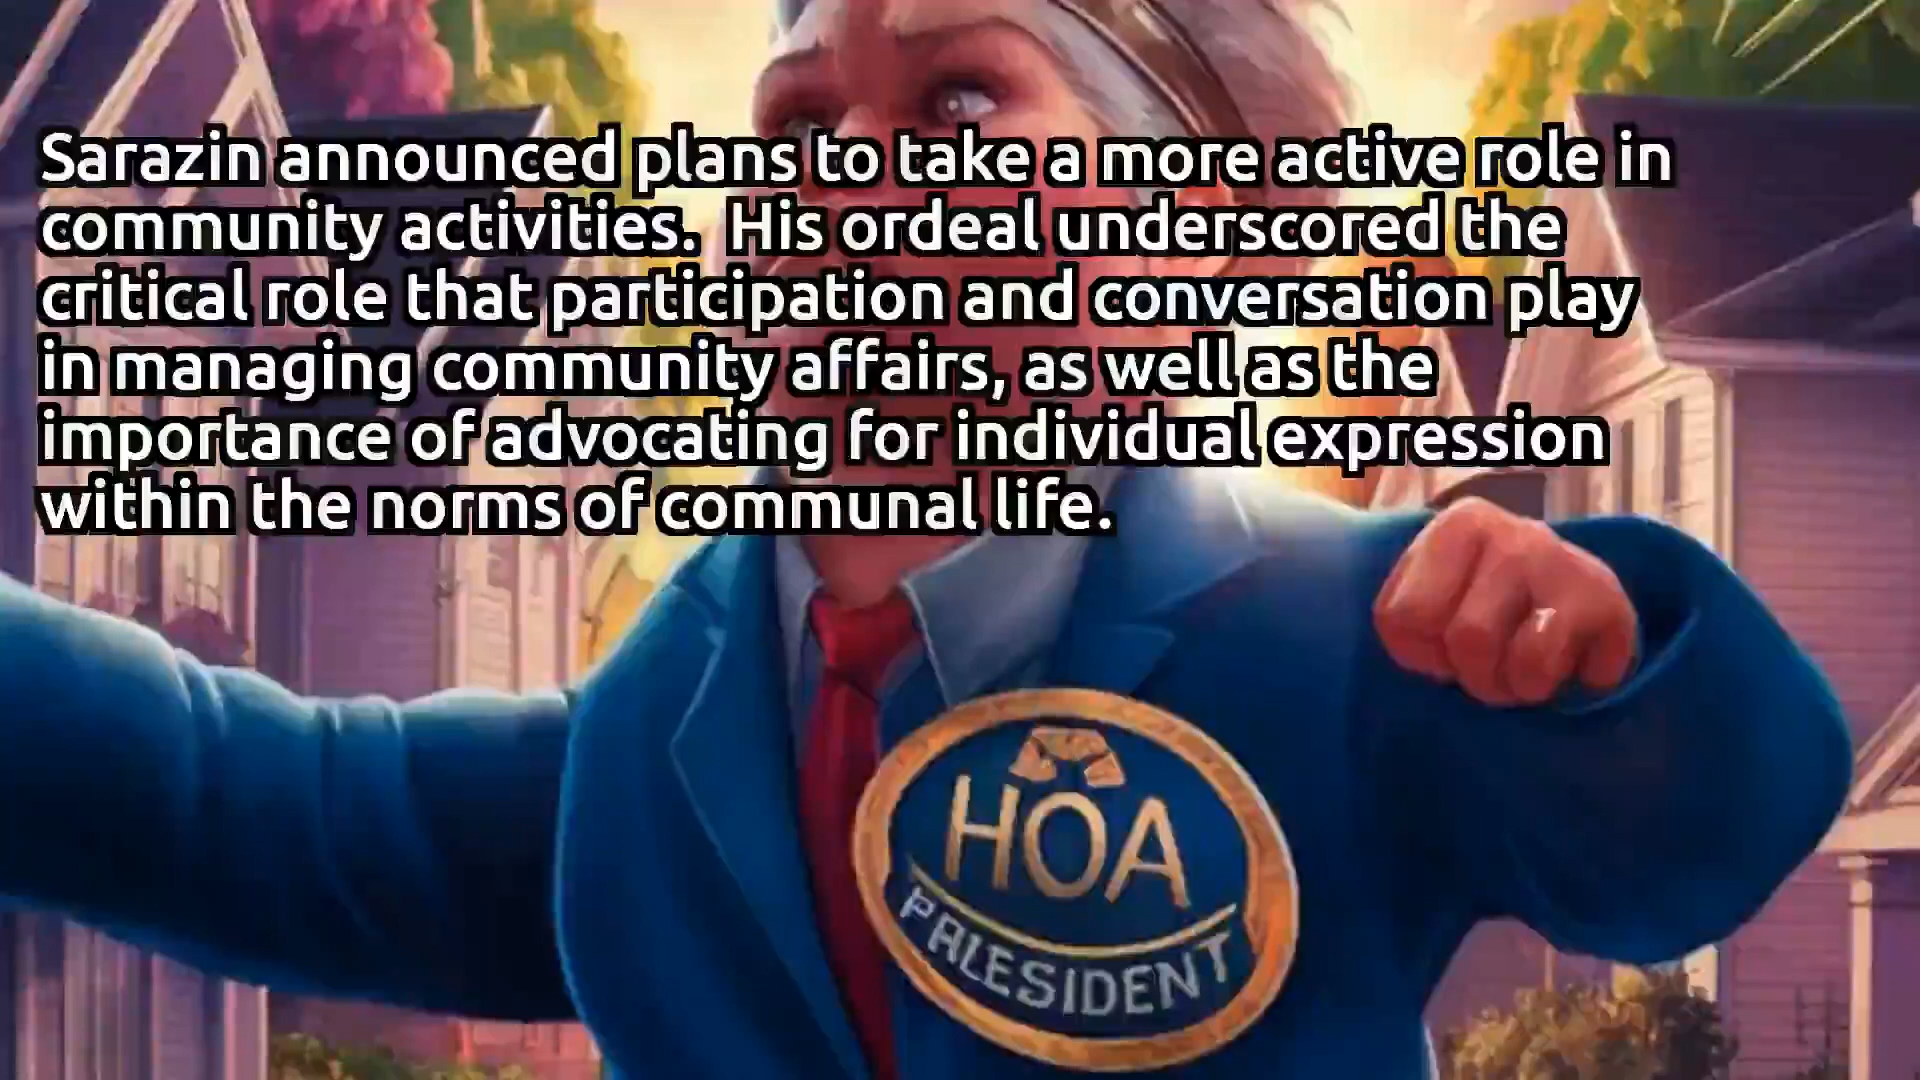 Sarazin announced plans to take a more active role in
community activities.  His ordeal underscored the
critical role that participation and conversation play
in managing community affairs, as well as the
importance of advocating for individual expression
within the norms of communal life.
HOA
PALESIDENT